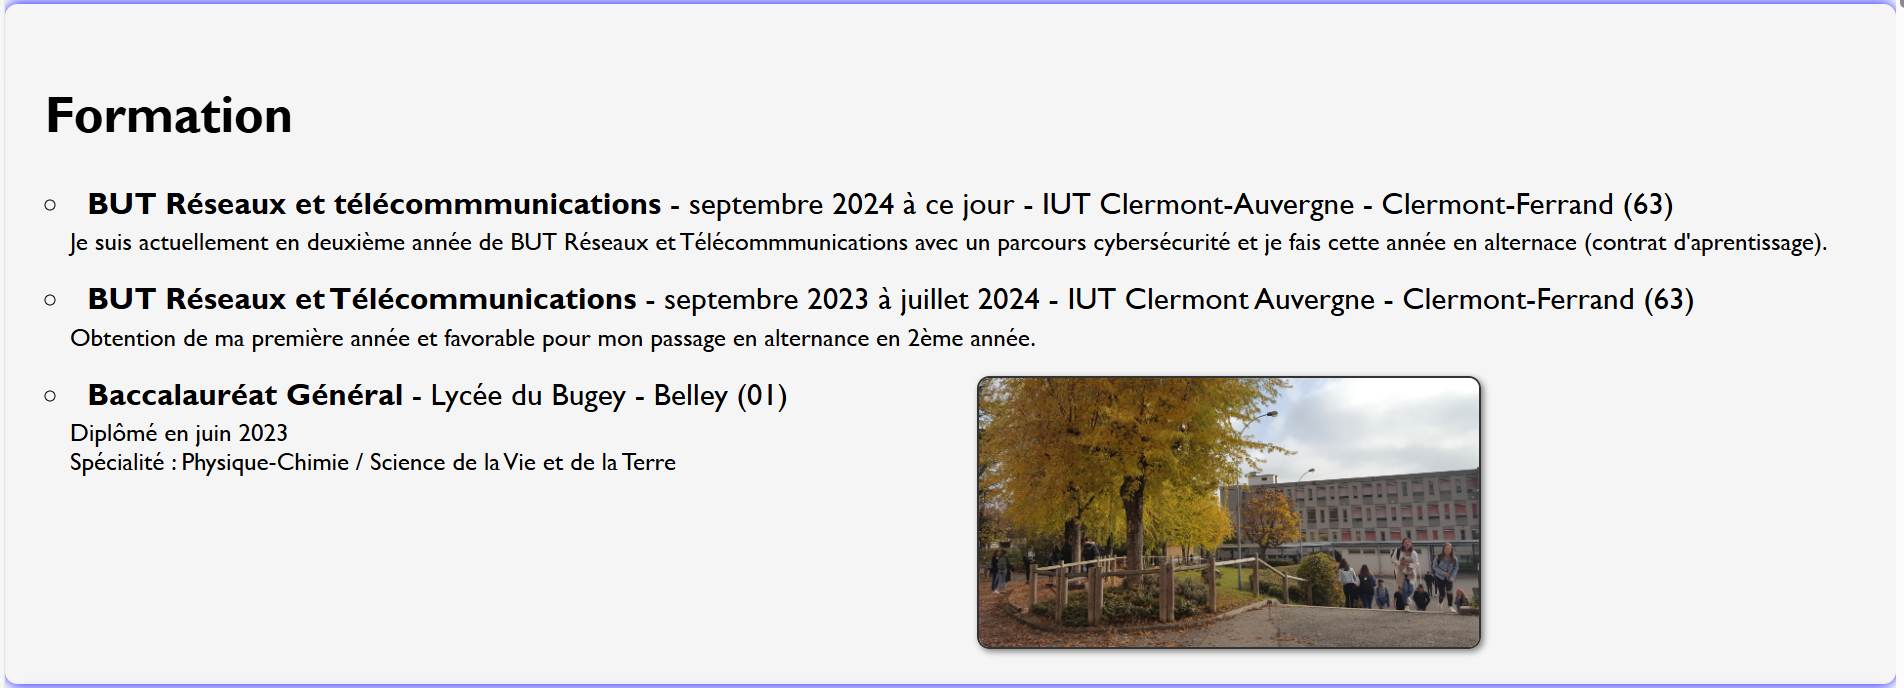 Formation
BUT Réseaux et télécommmunications - septembre 2024 à ce jour - IUT Clermont-Auvergne - Clermont-Ferrand (63)
Je suis actuellement en deuxième année de BUT Réseaux et Télécommmunications avec un parcours cybersécurité et je fais cette année en alternace (contrat d'aprentissage).
BUT Réseaux et Télécommunications - septembre 2023 à juillet 2024 - IUT Clermont Auvergne - Clermont-Ferrand (63)
Obtention de ma première année et favorable pour mon passage en alternance en 2ème année.
Baccalauréat Général - Lycée du Bugey - Belley (01)
Diplômé en juin 2023
Spécialité : Physique-Chimie / Science de la Vie et de la Terre